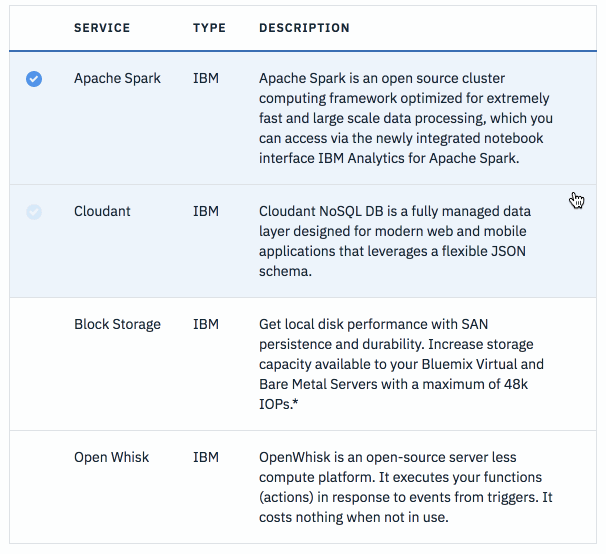 SERVICE TYPE DESCRIPTION
Apache Spark IBM Apache Spark is an open source cluster
computing framework optimized for extremely
fast and large scale data processing, which you
can access via the newly integrated notebook
interface IBM Analytics for Apache Spark.
Cloudant IBM Cloudant NoSQL DB is a fully managed data
layer designed for modern web and mobile
applications that leverages a flexible JSON
schema.
Block Storage IBM Get local disk performance with SAN
persistence and durability. Increase storage
capacity available to your Bluemix Virtual and
Bare Metal Servers with a maximum of 48k
IOPs.*
Open Whisk IBM OpenWhisk is an open-source server less
compute platform. It executes your functions
(actions) in response to events from triggers. It
costs nothing when not in use.